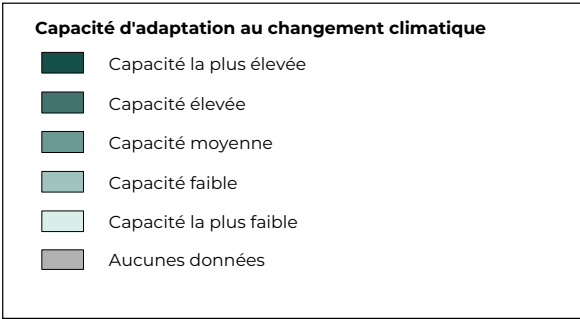 Capacité d'adaptation au changement climatique
Capacité la plus élevée
Capacité élevée
Capacité moyenne
Capacité faible
Capacité la plus faible
Aucunes données